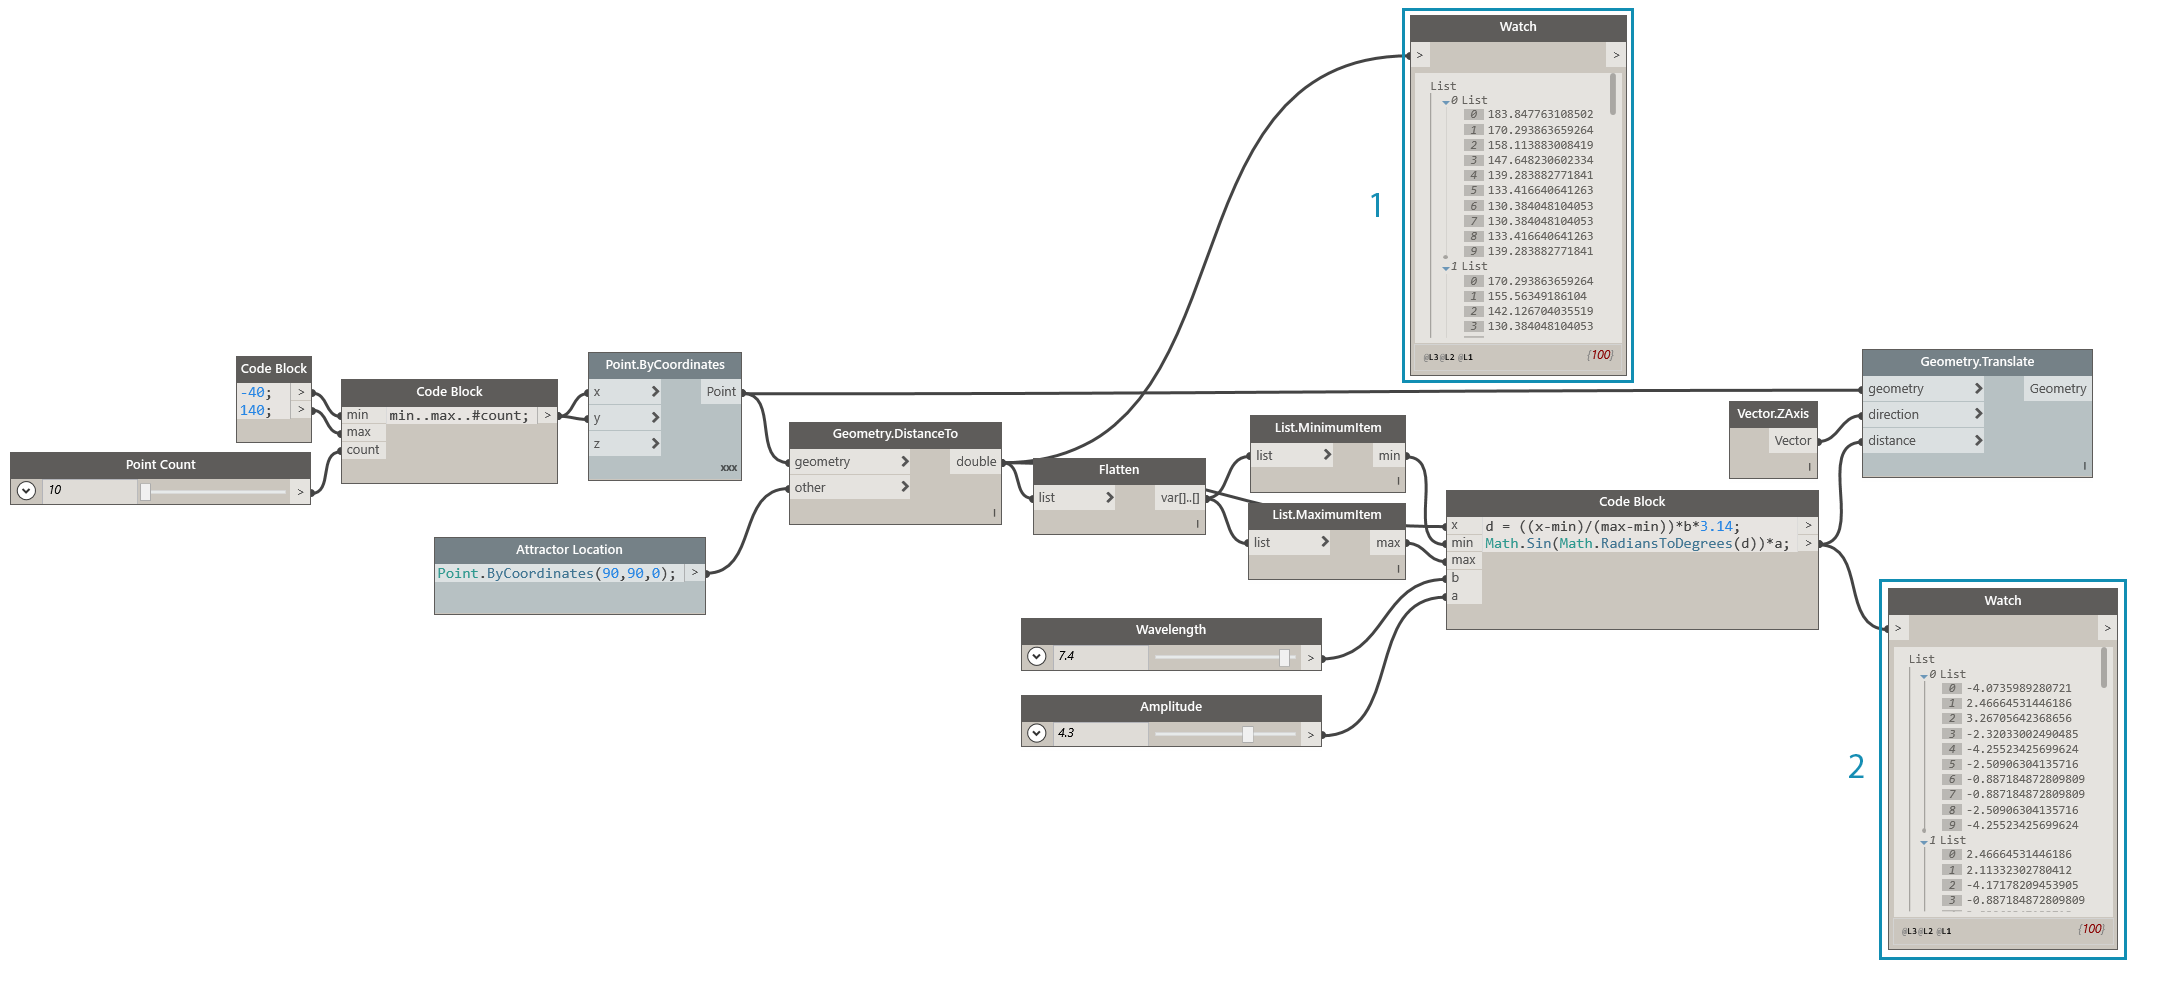 Watch
>
>
List
0 List
0 183.847763108502
1 170.293863659264
2 158.113883008419
3 147.648230602334
4 139.283882771841
5 133.416640641263
6 130.384048104053
7 130.384048104053
8 133.416640641263
9 139.283882771841
1 List
0 170.293863659264
1 155.56349186104
2 142.126704035519
3 130.384048104053
@L3 @L2 @L1
{100}
1
Code Block
-40; >
140; >
Point Count
10
>
Code Block
min min..max..#count; >
max
count
Point.ByCoordinates
x Point
y
z
xxx
Attractor Location
Point.ByCoordinates(90,90,0); >
Geometry.DistanceTo
geometry double
other
l
Flatten
list var[]..[]
l
List.MinimumItem
list min
l
List.MaximumItem
list max
l
Wavelength
7.4
>
Amplitude
4.3
>
Code Block
x d = ((x-min)/(max-min))*b*3.14; >
min Math.Sin(Math.RadiansToDegrees(d))*a; >
max
b
a
Vector.ZAxis
Vector
l
Geometry.Translate
geometry Geometry
direction
distance
l
2
Watch
>
>
List
0 List
0 -4.0735989280721
1 2.46664531446186
2 3.26705642368656
3 -2.32033002490485
4 -4.25523425699624
5 -2.50906304135716
6 -0.887184872809809
7 -0.887184872809809
8 -2.50906304135716
9 -4.25523425699624
1 List
0 2.46664531446186
1 2.11332302780412
2 -4.17178209453905
3 -0.887184872809809
@L3 @L2 @L1
{100}